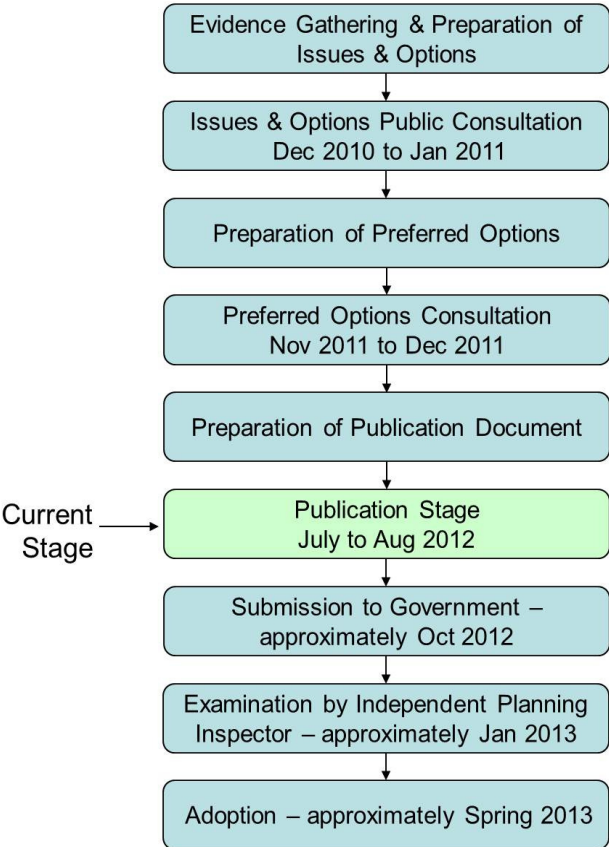 Evidence Gathering & Preparation of
Issues & Options
Issues & Options Public Consultation
Dec 2010 to Jan 2011
Preparation of Preferred Options
Preferred Options Consultation
Nov 2011 to Dec 2011
Preparation of Publication Document
Current
Stage
Publication Stage
July to Aug 2012
Submission to Government –
approximately Oct 2012
Examination by Independent Planning
Inspector – approximately Jan 2013
Adoption – approximately Spring 2013